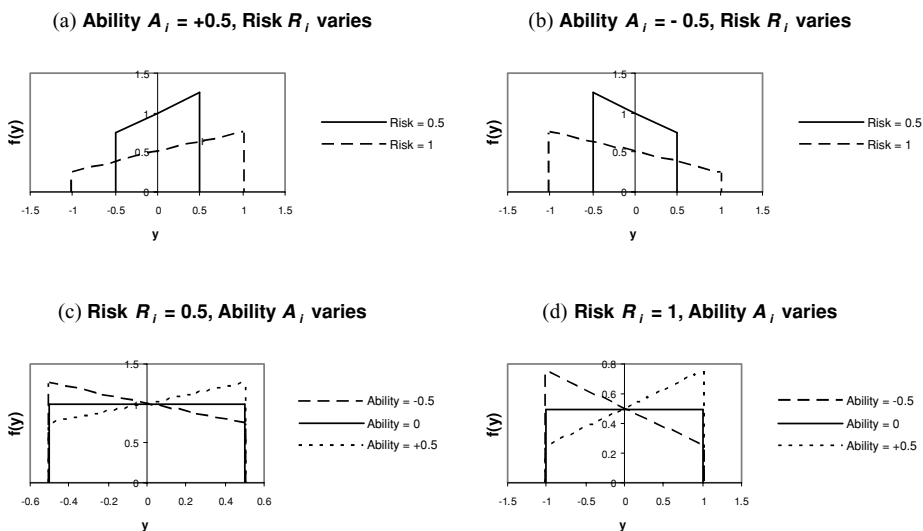 (a) Ability A i = +0.5, Risk R i varies
1.5
1
0.5
0
-1.5 -1 -0.5 0 0.5 1 1.5
f(y)
y
Risk = 0.5
Risk = 1
(b) Ability A i = - 0.5, Risk R i varies
1.5
1
0.5
0
-1.5 -1 -0.5 0 0.5 1 1.5
f(y)
y
Risk = 0.5
Risk = 1
(c) Risk R i = 0.5, Ability A i varies
1.5
1
0.5
0
-0.6 -0.4 -0.2 0 0.2 0.4 0.6
f(y)
y
Ability = -0.5
Ability = 0
Ability = +0.5
(d) Risk R i = 1, Ability A i varies
0.8
0.6
0.4
0.2
0
-1.5 -1 -0.5 0 0.5 1 1.5
f(y)
y
Ability = -0.5
Ability = 0
Ability = +0.5